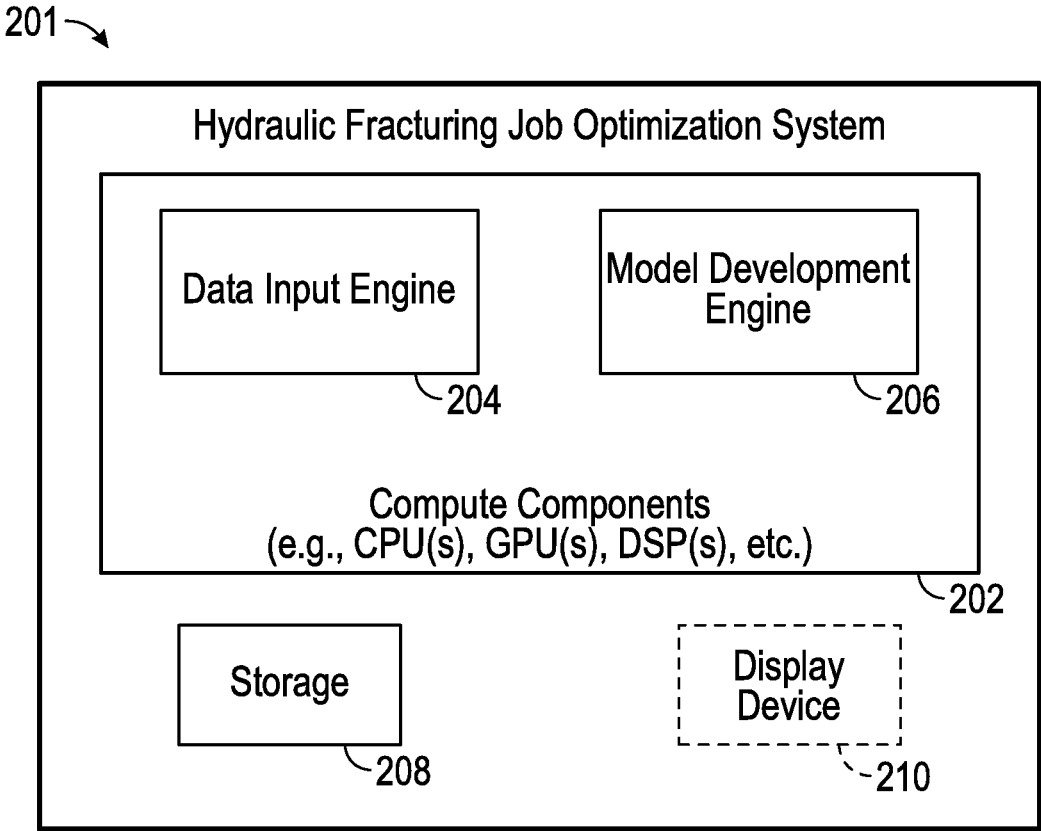 201
Hydraulic Fracturing Job Optimization System
Data Input Engine
204
Model Development
Engine
206
Compute Components
(e.g., CPU(s), GPU(s), DSP(s), etc.)
202
Storage
208
Display
Device
210